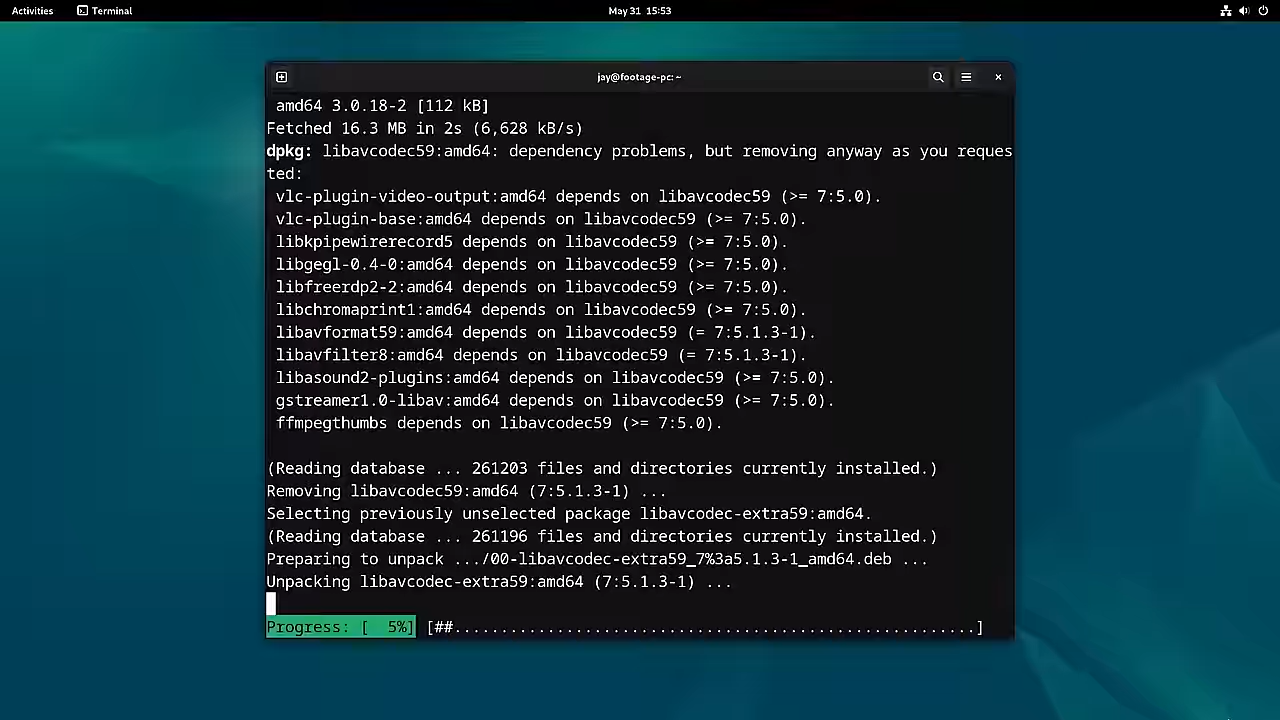 Activities Terminal May 31 15:53
jay@footage-pc: ~
amd64 3.0.18-2 [112 kB]
Fetched 16.3 MB in 2s (6,628 kB/s)
dpkg: libavcodec59:amd64: dependency problems, but removing anyway as you reques
ted:
vlc-plugin-video-output:amd64 depends on libavcodec59 (>= 7:5.0).
vlc-plugin-base:amd64 depends on libavcodec59 (>= 7:5.0).
libkpipewirerecord5 depends on libavcodec59 (>= 7:5.0).
libgegl-0.4-0:amd64 depends on libavcodec59 (>= 7:5.0).
libfreerdp2-2:amd64 depends on libavcodec59 (>= 7:5.0).
libchromaprint1:amd64 depends on libavcodec59 (>= 7:5.0).
libavformat59:amd64 depends on libavcodec59 (= 7:5.1.3-1).
libavfilter8:amd64 depends on libavcodec59 (= 7:5.1.3-1).
libasound2-plugins:amd64 depends on libavcodec59 (>= 7:5.0).
gstreamer1.0-libav:amd64 depends on libavcodec59 (>= 7:5.0).
ffmpegthumbs depends on libavcodec59 (>= 7:5.0).
(Reading database ... 261203 files and directories currently installed.)
Removing libavcodec59:amd64 (7:5.1.3-1) ...
Selecting previously unselected package libavcodec-extra59:amd64.
(Reading database ... 261196 files and directories currently installed.)
Preparing to unpack .../00-libavcodec-extra59_7%3a5.1.3-1_amd64.deb ...
Unpacking libavcodec-extra59:amd64 (7:5.1.3-1) ...
Progress: [  5%] [##........................................................]